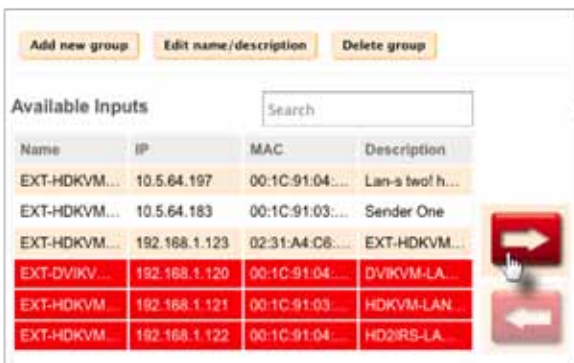 Add new group Edit name/description Delete group
Available Inputs Search
Name IP MAC Description
EXT-HDKVM... 10.5.64.197 00:1C:91:04:... Lan-s two! h...
EXT-HDKVM... 10.5.64.183 00:1C:91:03:... Sender One
EXT-HDKVM... 192.168.1.123 02:31:A4:C6:... EXT-HDKVM...
EXT-DVIKV... 192.168.1.120 00:1C:91:04:... DVIKVM-LA...
EXT-HDKVM... 192.168.1.121 00:1C:91:03:... HDKVM-LAN...
EXT-HDKVM... 192.168.1.122 00:1C:91:04:... HD2IRS-LA...